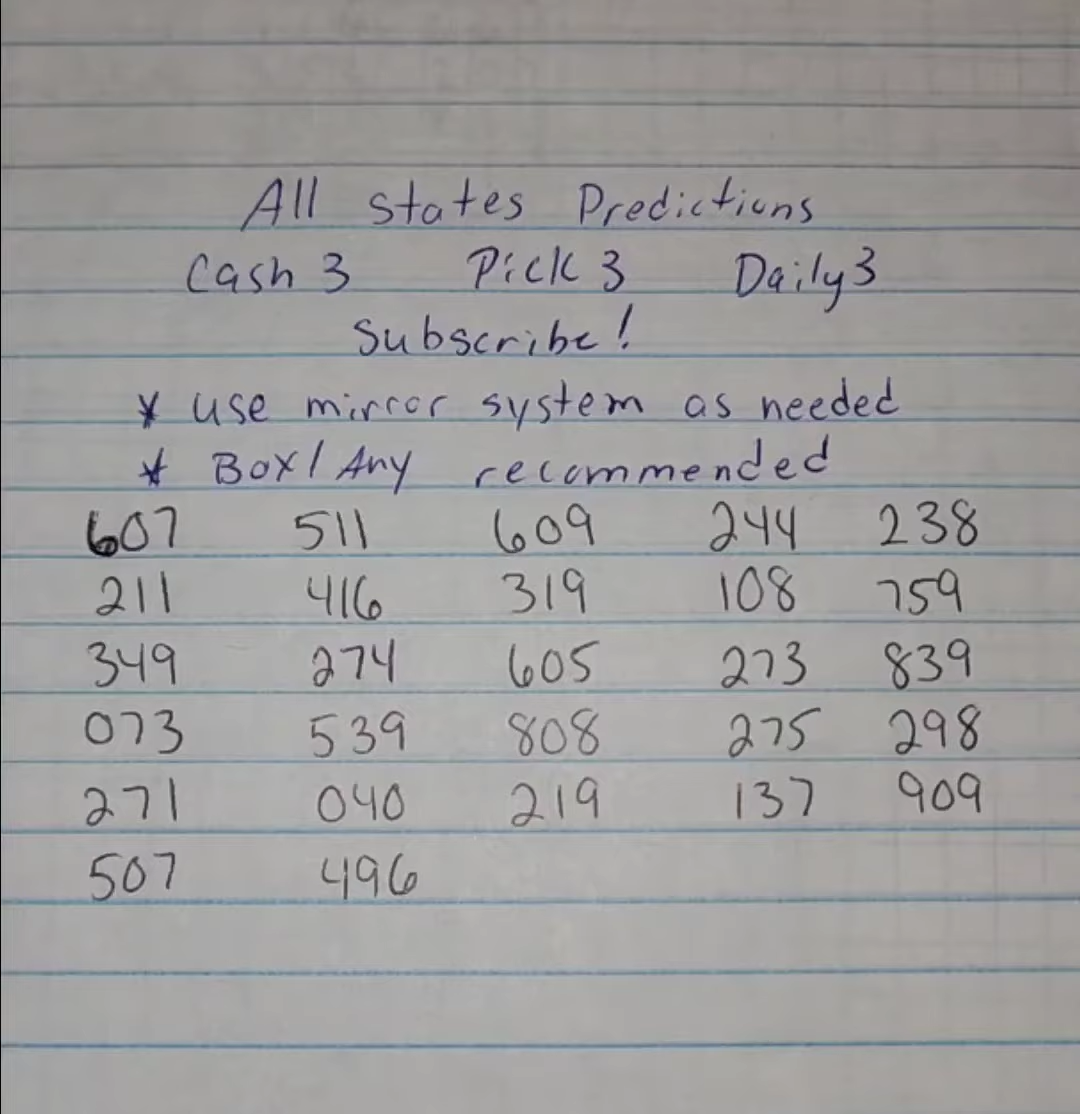 All states Predictions
Cash 3 Pick 3 Daily 3
Subscribe!
* use mirror system as needed
* Box/Any recommended
607 511 609 244 238
211 416 319 108 759
349 274 605 273 839
073 539 808 275 298
271 040 219 137 909
507 496